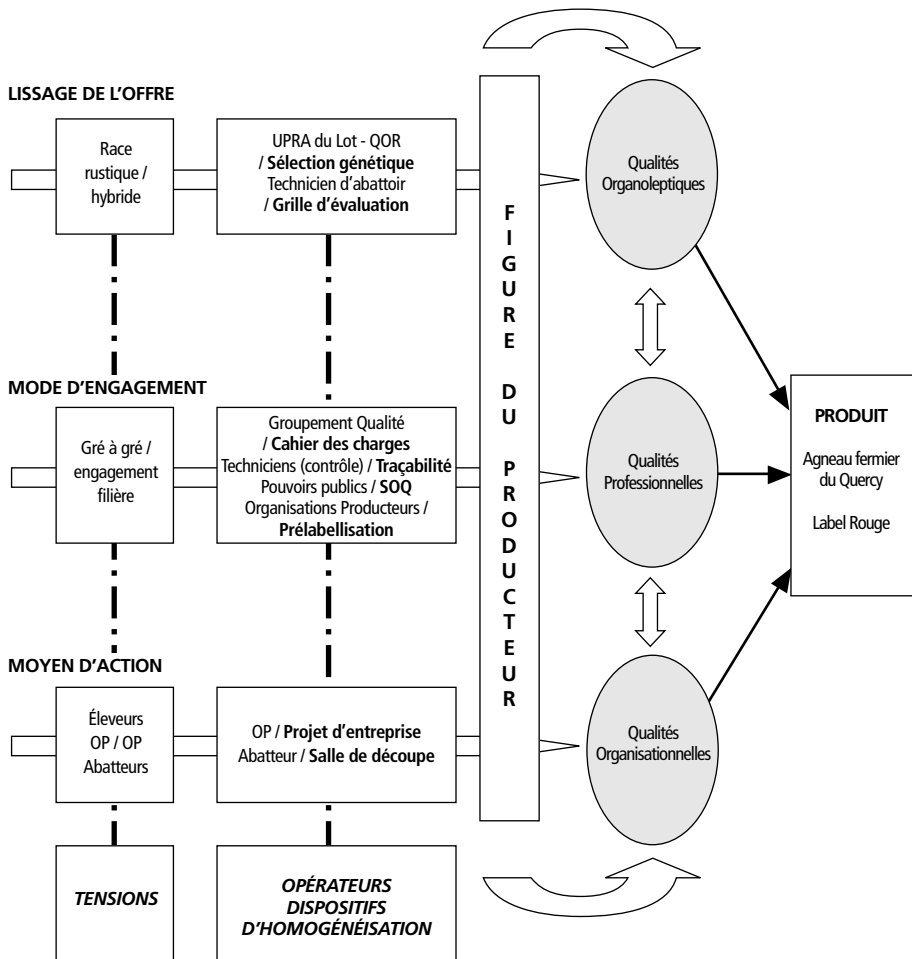 LISSAGE DE L’OFFRE
Race
rustique /
hybride
UPRA du Lot - QOR
/ Sélection génétique
Technicien d’abattoir
/ Grille d’évaluation
Qualités
Organoleptiques
MODE D’ENGAGEMENT
Gré à gré /
engagement
filière
Groupement Qualité
/ Cahier des charges
Techniciens (contrôle) / Traçabilité
Pouvoirs publics / SOQ
Organisations Producteurs /
Prélabellisation
FIGURE DU PRODUCTEUR
Qualités
Professionnelles
PRODUIT
Agneau fermier
du Quercy
Label Rouge
MOYEN D’ACTION
Éleveurs
OP / OP
Abatteurs
OP / Projet d’entreprise
Abatteur / Salle de découpe
Qualités
Organisationnelles
TENSIONS
OPÉRATEURS
DISPOSITIFS
D’HOMOGÉNÉISATION